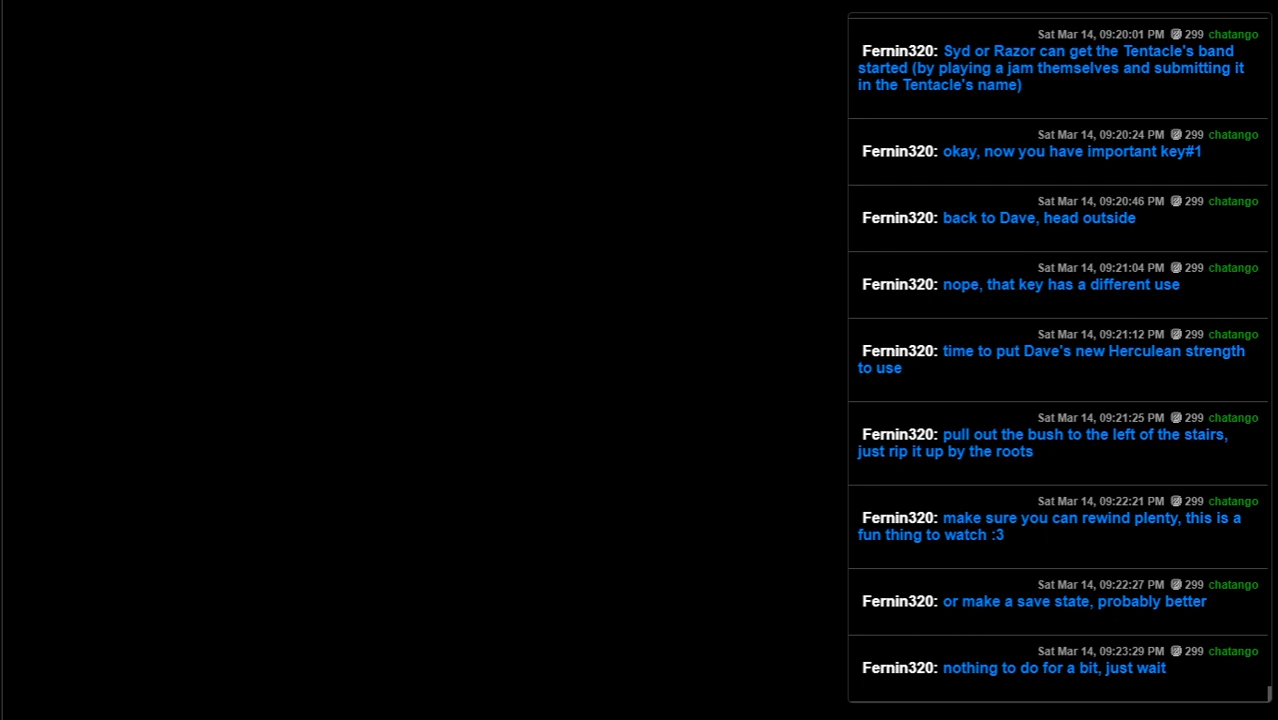 Sat Mar 14, 09:20:01 PM 299 chatango
Fernin320: Syd or Razor can get the Tentacle's band
started (by playing a jam themselves and submitting it
in the Tentacle's name)
Sat Mar 14, 09:20:24 PM 299 chatango
Fernin320: okay, now you have important key#1
Sat Mar 14, 09:20:46 PM 299 chatango
Fernin320: back to Dave, head outside
Sat Mar 14, 09:21:04 PM 299 chatango
Fernin320: nope, that key has a different use
Sat Mar 14, 09:21:12 PM 299 chatango
Fernin320: time to put Dave's new Herculean strength
to use
Sat Mar 14, 09:21:25 PM 299 chatango
Fernin320: pull out the bush to the left of the stairs,
just rip it up by the roots
Sat Mar 14, 09:22:21 PM 299 chatango
Fernin320: make sure you can rewind plenty, this is a
fun thing to watch :3
Sat Mar 14, 09:22:27 PM 299 chatango
Fernin320: or make a save state, probably better
Sat Mar 14, 09:23:29 PM 299 chatango
Fernin320: nothing to do for a bit, just wait